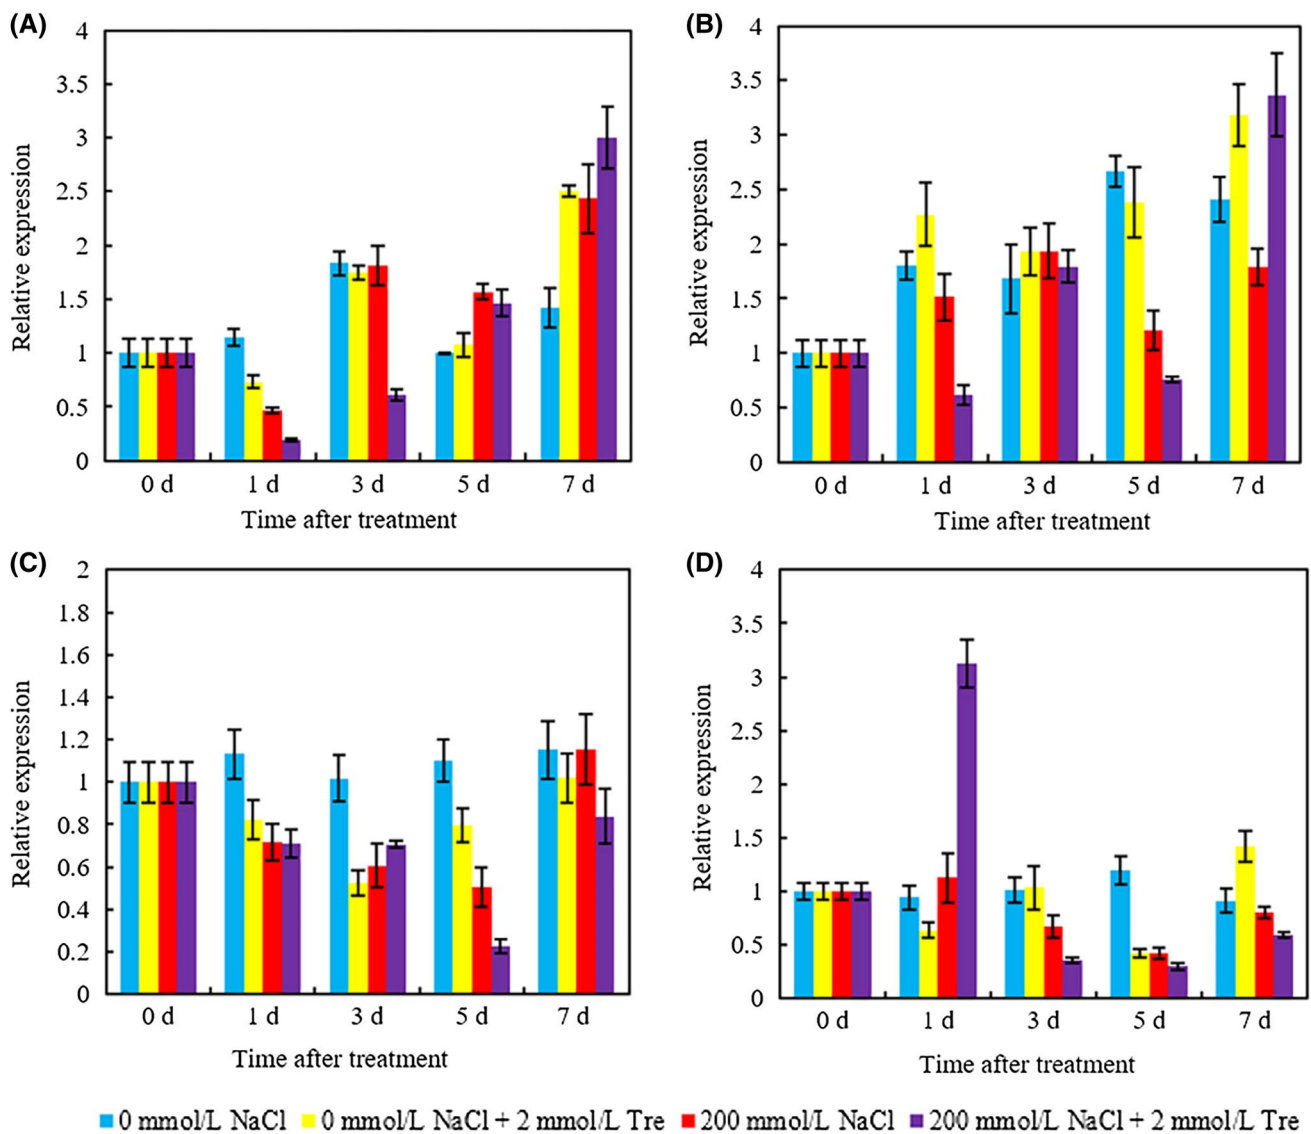 (A)
4
3.5
3
2.5
2
1.5
1
0.5
0
Relative expression
0 d 1 d 3 d 5 d 7 d
Time after treatment
(B)
4
3.5
3
2.5
2
1.5
1
0.5
0
Relative expression
0 d 1 d 3 d 5 d 7 d
Time after treatment
(C)
2
1.8
1.6
1.4
1.2
1
0.8
0.6
0.4
0.2
0
Relative expression
0 d 1 d 3 d 5 d 7 d
Time after treatment
(D)
4
3.5
3
2.5
2
1.5
1
0.5
0
Relative expression
0 d 1 d 3 d 5 d 7 d
Time after treatment
0 mmol/L NaCl 0 mmol/L NaCl + 2 mmol/L Tre 200 mmol/L NaCl 200 mmol/L NaCl + 2 mmol/L Tre